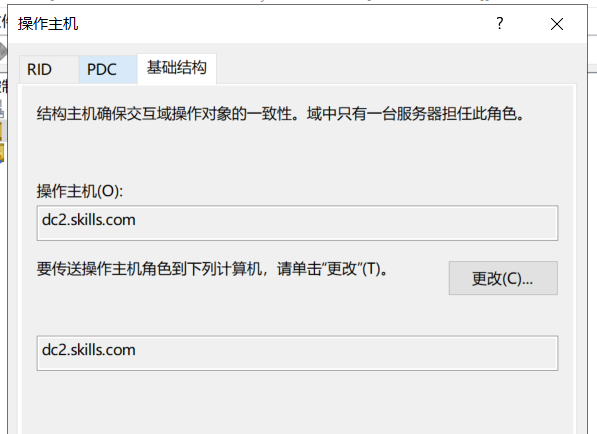 操作主机
RID
PDC
基础结构
结构主机确保交互域操作对象的一致性。域中只有一台服务器担任此角色。
操作主机(O):
dc2.skills.com
要传送操作主机角色到下列计算机，请单击"更改"(T)。
更改(C)...
dc2.skills.com